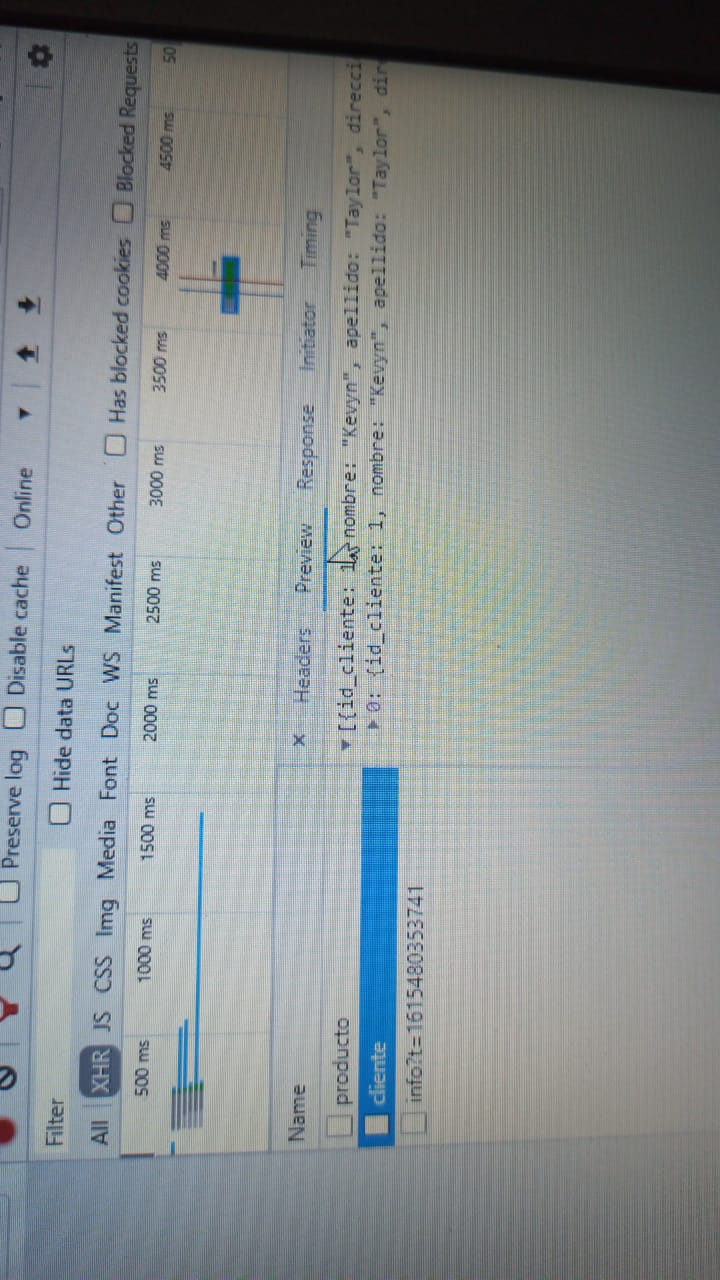 Preserve log Disable cache Online
Filter Hide data URLs
All XHR JS CSS Img Media Font Doc WS Manifest Other Has blocked cookies Blocked Requests
500 ms 1000 ms 1500 ms 2000 ms 2500 ms 3000 ms 3500 ms 4000 ms 4500 ms 50
Name × Headers Preview Response Initiator Timing
producto
cliente
info?t=1615480353741
[{id_cliente: 1, nombre: "Kevyn", apellido: "Taylor", direcci
0: {id_cliente: 1, nombre: "Kevyn", apellido: "Taylor", dir